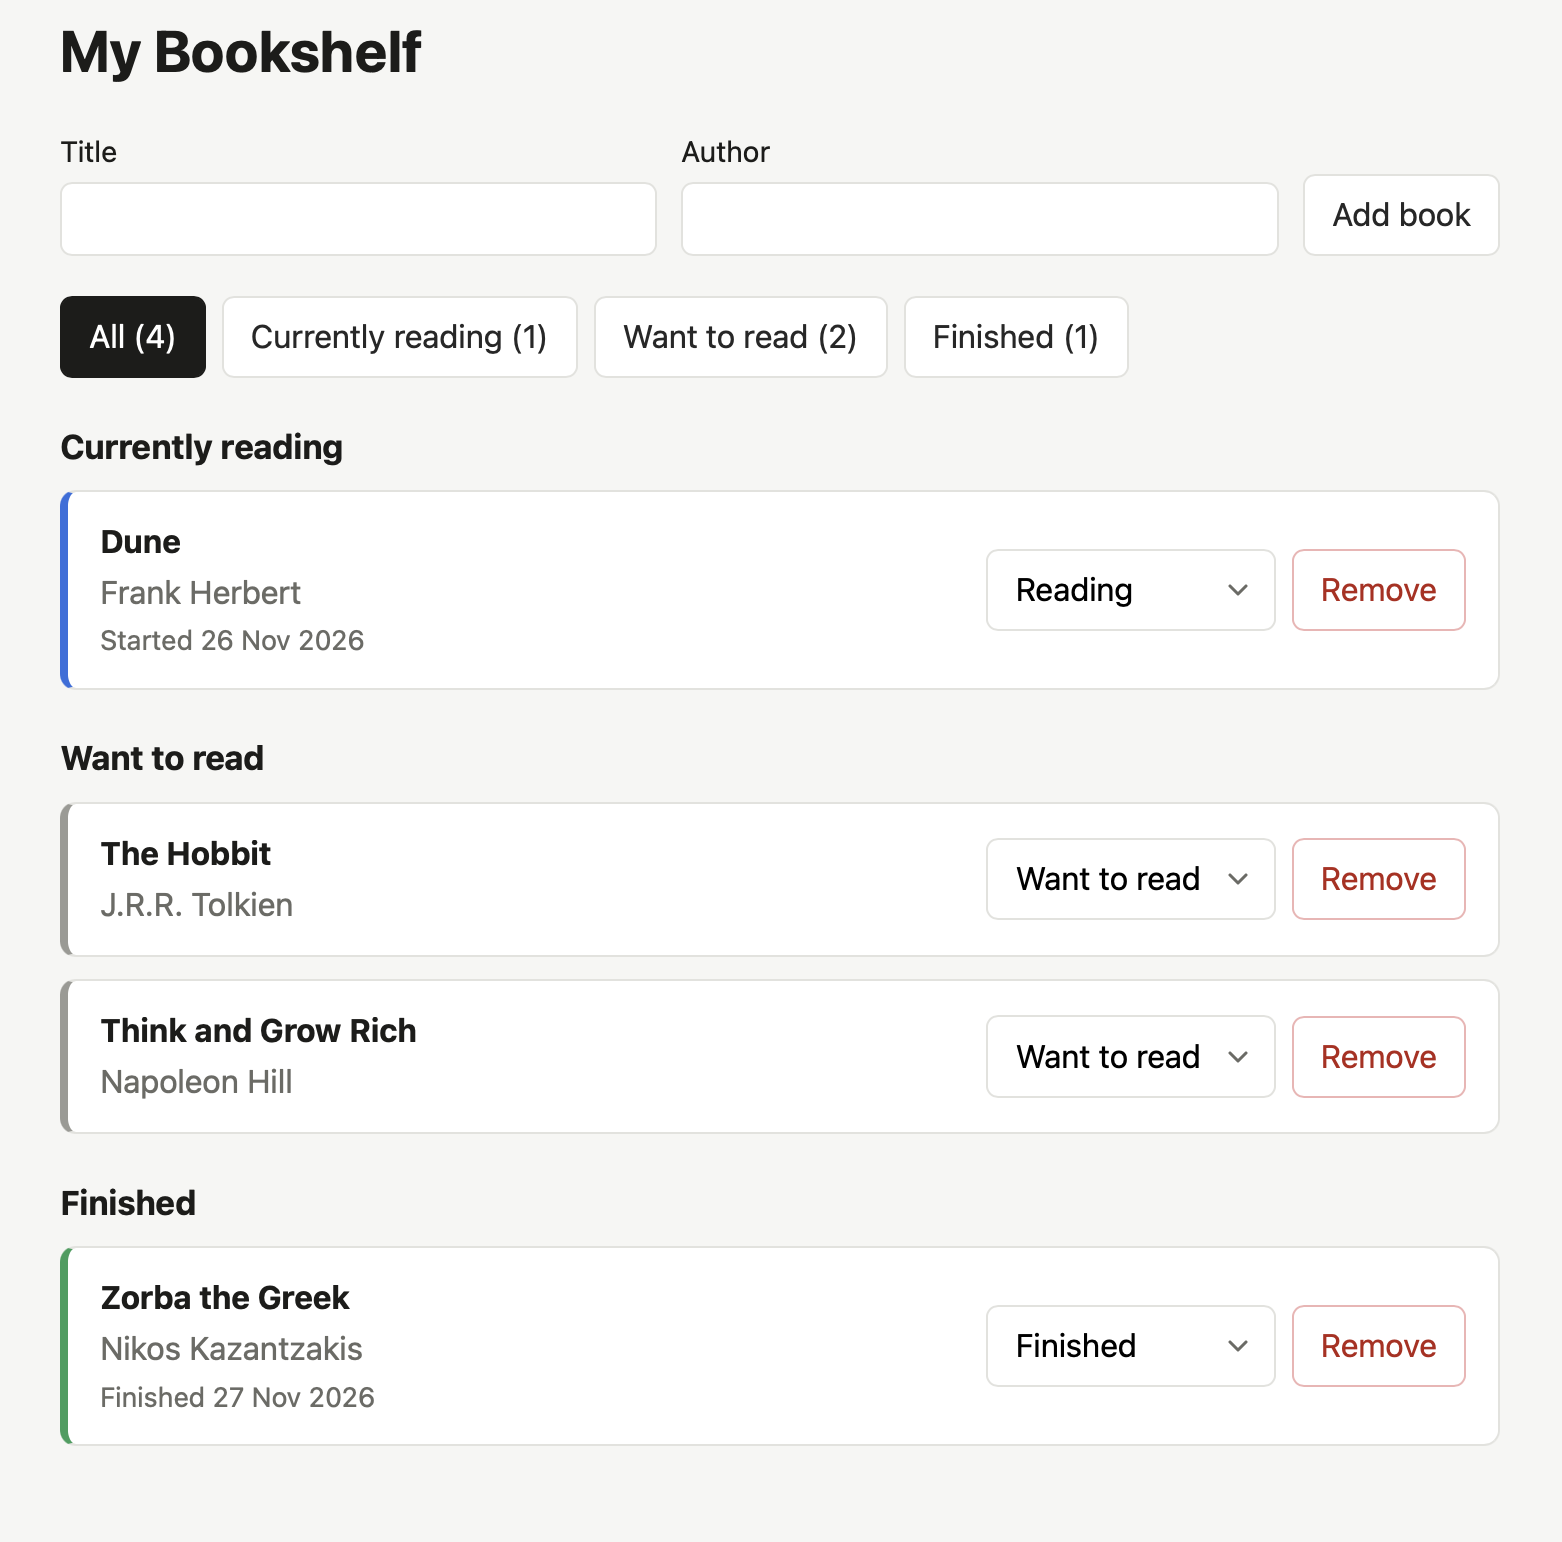 My Bookshelf
Title
Author
Add book
All (4)
Currently reading (1)
Want to read (2)
Finished (1)
Currently reading
Dune
Frank Herbert
Started 26 Nov 2026
Reading
Remove
Want to read
The Hobbit
J.R.R. Tolkien
Want to read
Remove
Think and Grow Rich
Napoleon Hill
Want to read
Remove
Finished
Zorba the Greek
Nikos Kazantzakis
Finished 27 Nov 2026
Finished
Remove